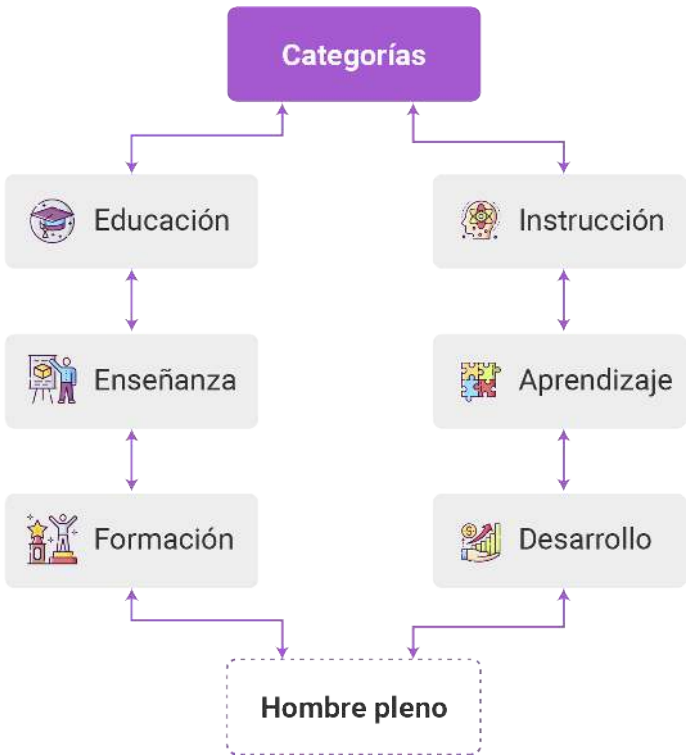 Categorías
Educación
Instrucción
Enseñanza
Aprendizaje
Formación
Desarrollo
Hombre pleno